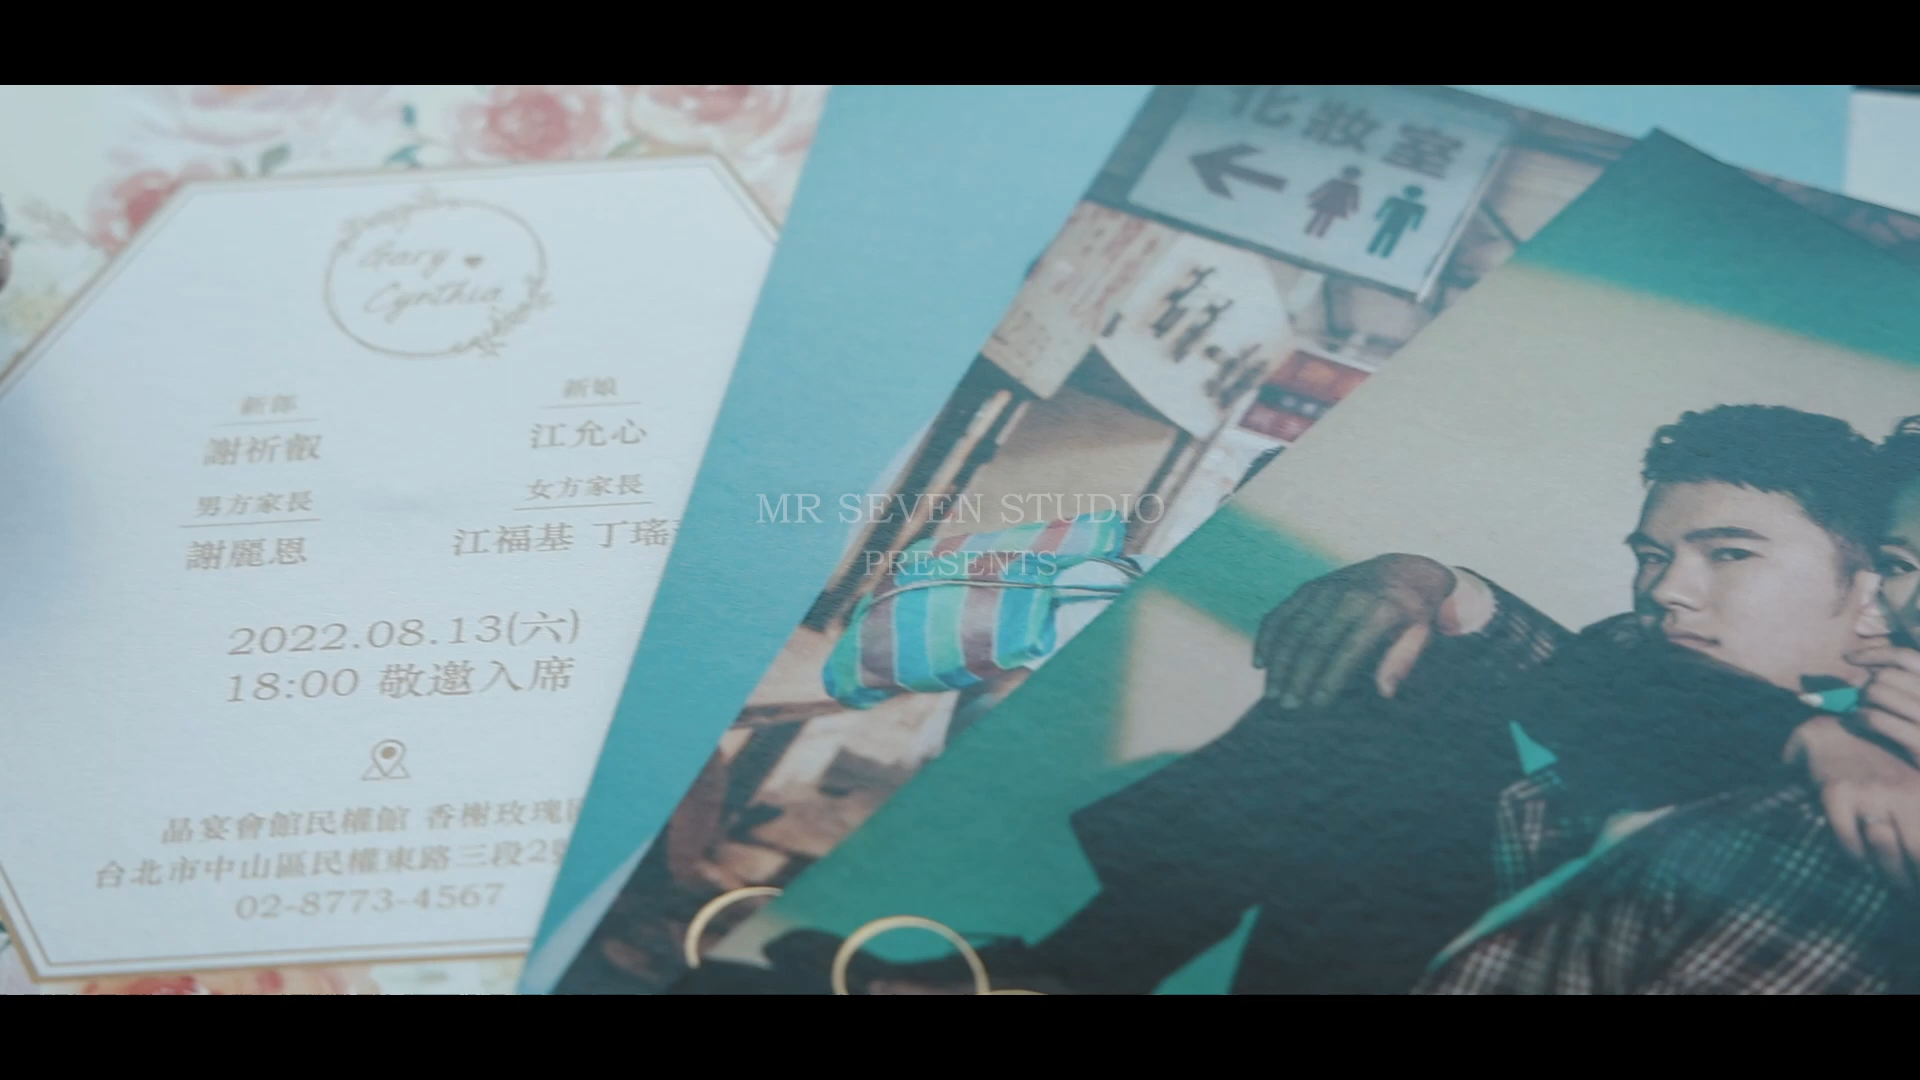 Gary
Cynthia
新郎
新娘
謝祈叡
江允心
男方家長
女方家長
謝麗恩
江福基 丁瑤
2022.08.13(六)
18:00 敬邀入席
品宴會館民權館 香榭玫瑰
台北市中山區民權東路三段2
02-8773-4567
化妝室
MR SEVEN STUDIO
PRESENTS